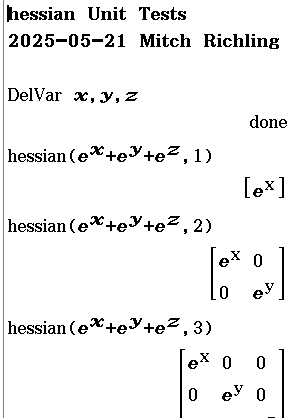 hessian Unit Tests
2025-05-21 Mitch Richling
DelVar x,y,z
done
hessian(e^x+e^y+e^z,1)
[e^x]
hessian(e^x+e^y+e^z,2)
[e^x 0
0 e^y]
hessian(e^x+e^y+e^z,3)
[e^x 0 0
0 e^y 0